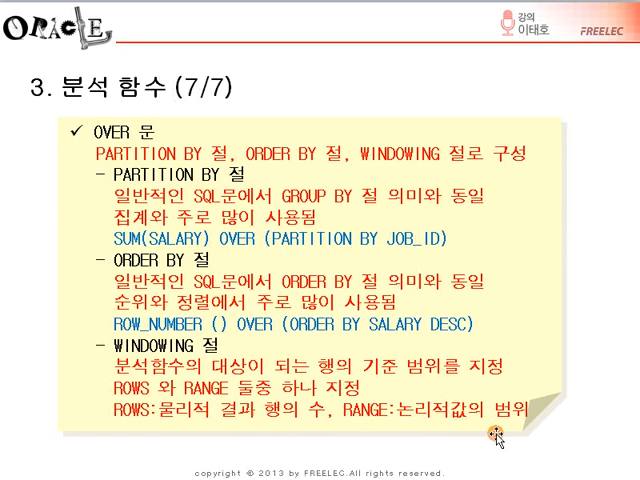 ORACLE
강의
이태호
FREELEC
3. 분석 함수 (7/7)
✓ OVER 문
PARTITION BY 절, ORDER BY 절, WINDOWING 절로 구성
- PARTITION BY 절
일반적인 SQL문에서 GROUP BY 절 의미와 동일
집계와 주로 많이 사용됨
SUM(SALARY) OVER (PARTITION BY JOB_ID)
- ORDER BY 절
일반적인 SQL문에서 ORDER BY 절 의미와 동일
순위와 정렬에서 주로 많이 사용됨
ROW_NUMBER () OVER (ORDER BY SALARY DESC)
- WINDOWING 절
분석함수의 대상이 되는 행의 기준 범위를 지정
ROWS 와 RANGE 둘중 하나 지정
ROWS:물리적 결과 행의 수, RANGE:논리적값의 범위
copyright © 2013 by FREELEC.All rights reserved.